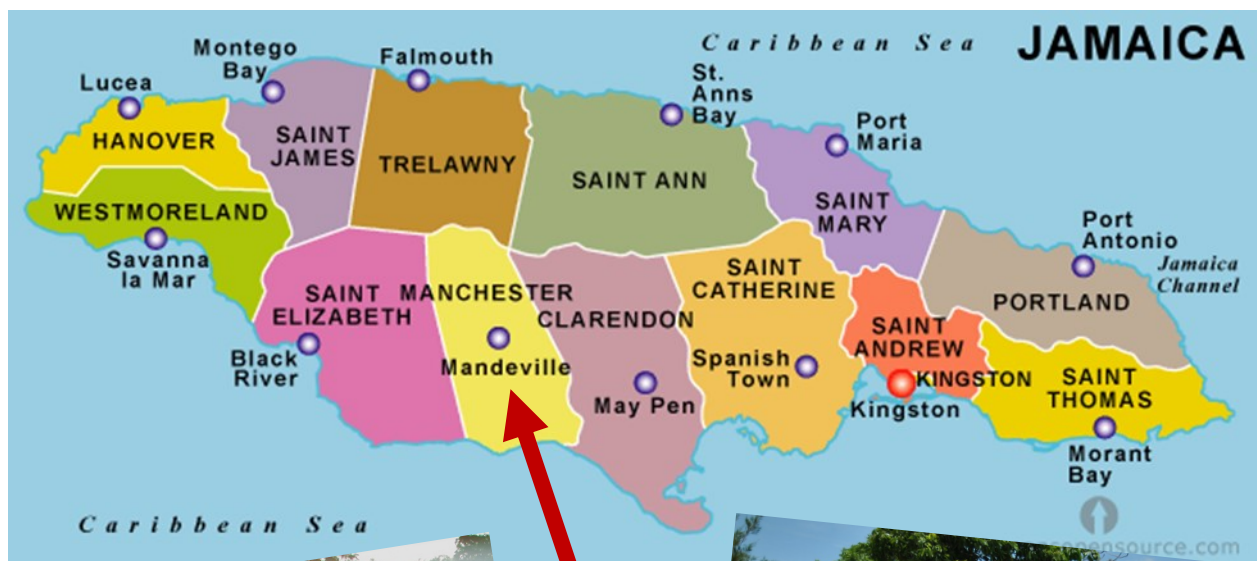 Caribbean Sea
JAMAICA
Montego
Bay
Falmouth
St.
Anns
Bay
Lucea
Port
Maria
HANOVER
SAINT
JAMES
TRELAWNY
SAINT ANN
SAINT
MARY
WESTMORELAND
Savanna
la Mar
Port
Antonio
Jamaica
Channel
SAINT
ELIZABETH
MANCHESTER
CLARENDON
SAINT
CATHERINE
PORTLAND
SAINT
ANDREW
Black
River
Mandeville
Spanish
Town
KINGSTON
Kingston
SAINT
THOMAS
May Pen
Morant
Bay
Caribbean Sea